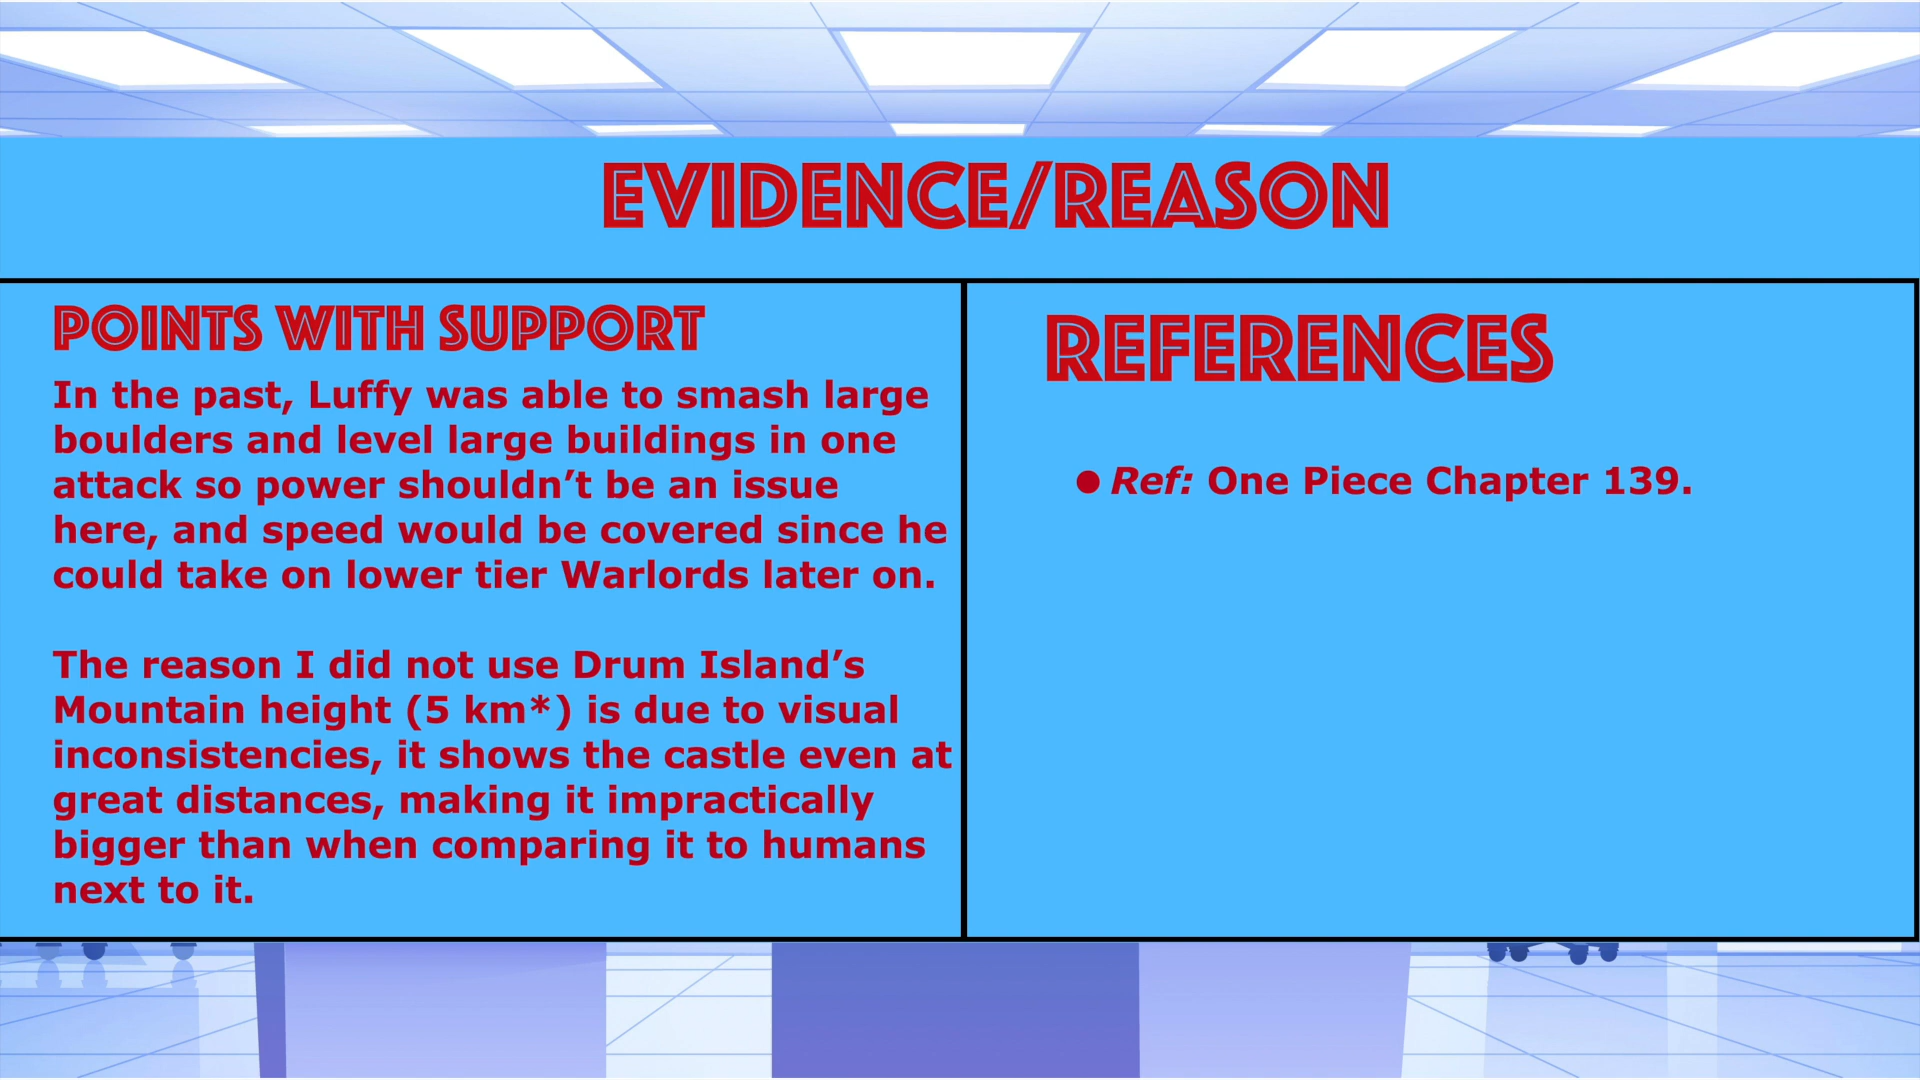 EVIDENCE/REASON
POINTS WITH SUPPORT
In the past, Luffy was able to smash large
boulders and level large buildings in one
attack so power shouldn’t be an issue
here, and speed would be covered since he
could take on lower tier Warlords later on.
The reason I did not use Drum Island’s
Mountain height (5 km*) is due to visual
inconsistencies, it shows the castle even at
great distances, making it impractically
bigger than when comparing it to humans
next to it.
REFERENCES
● Ref: One Piece Chapter 139.